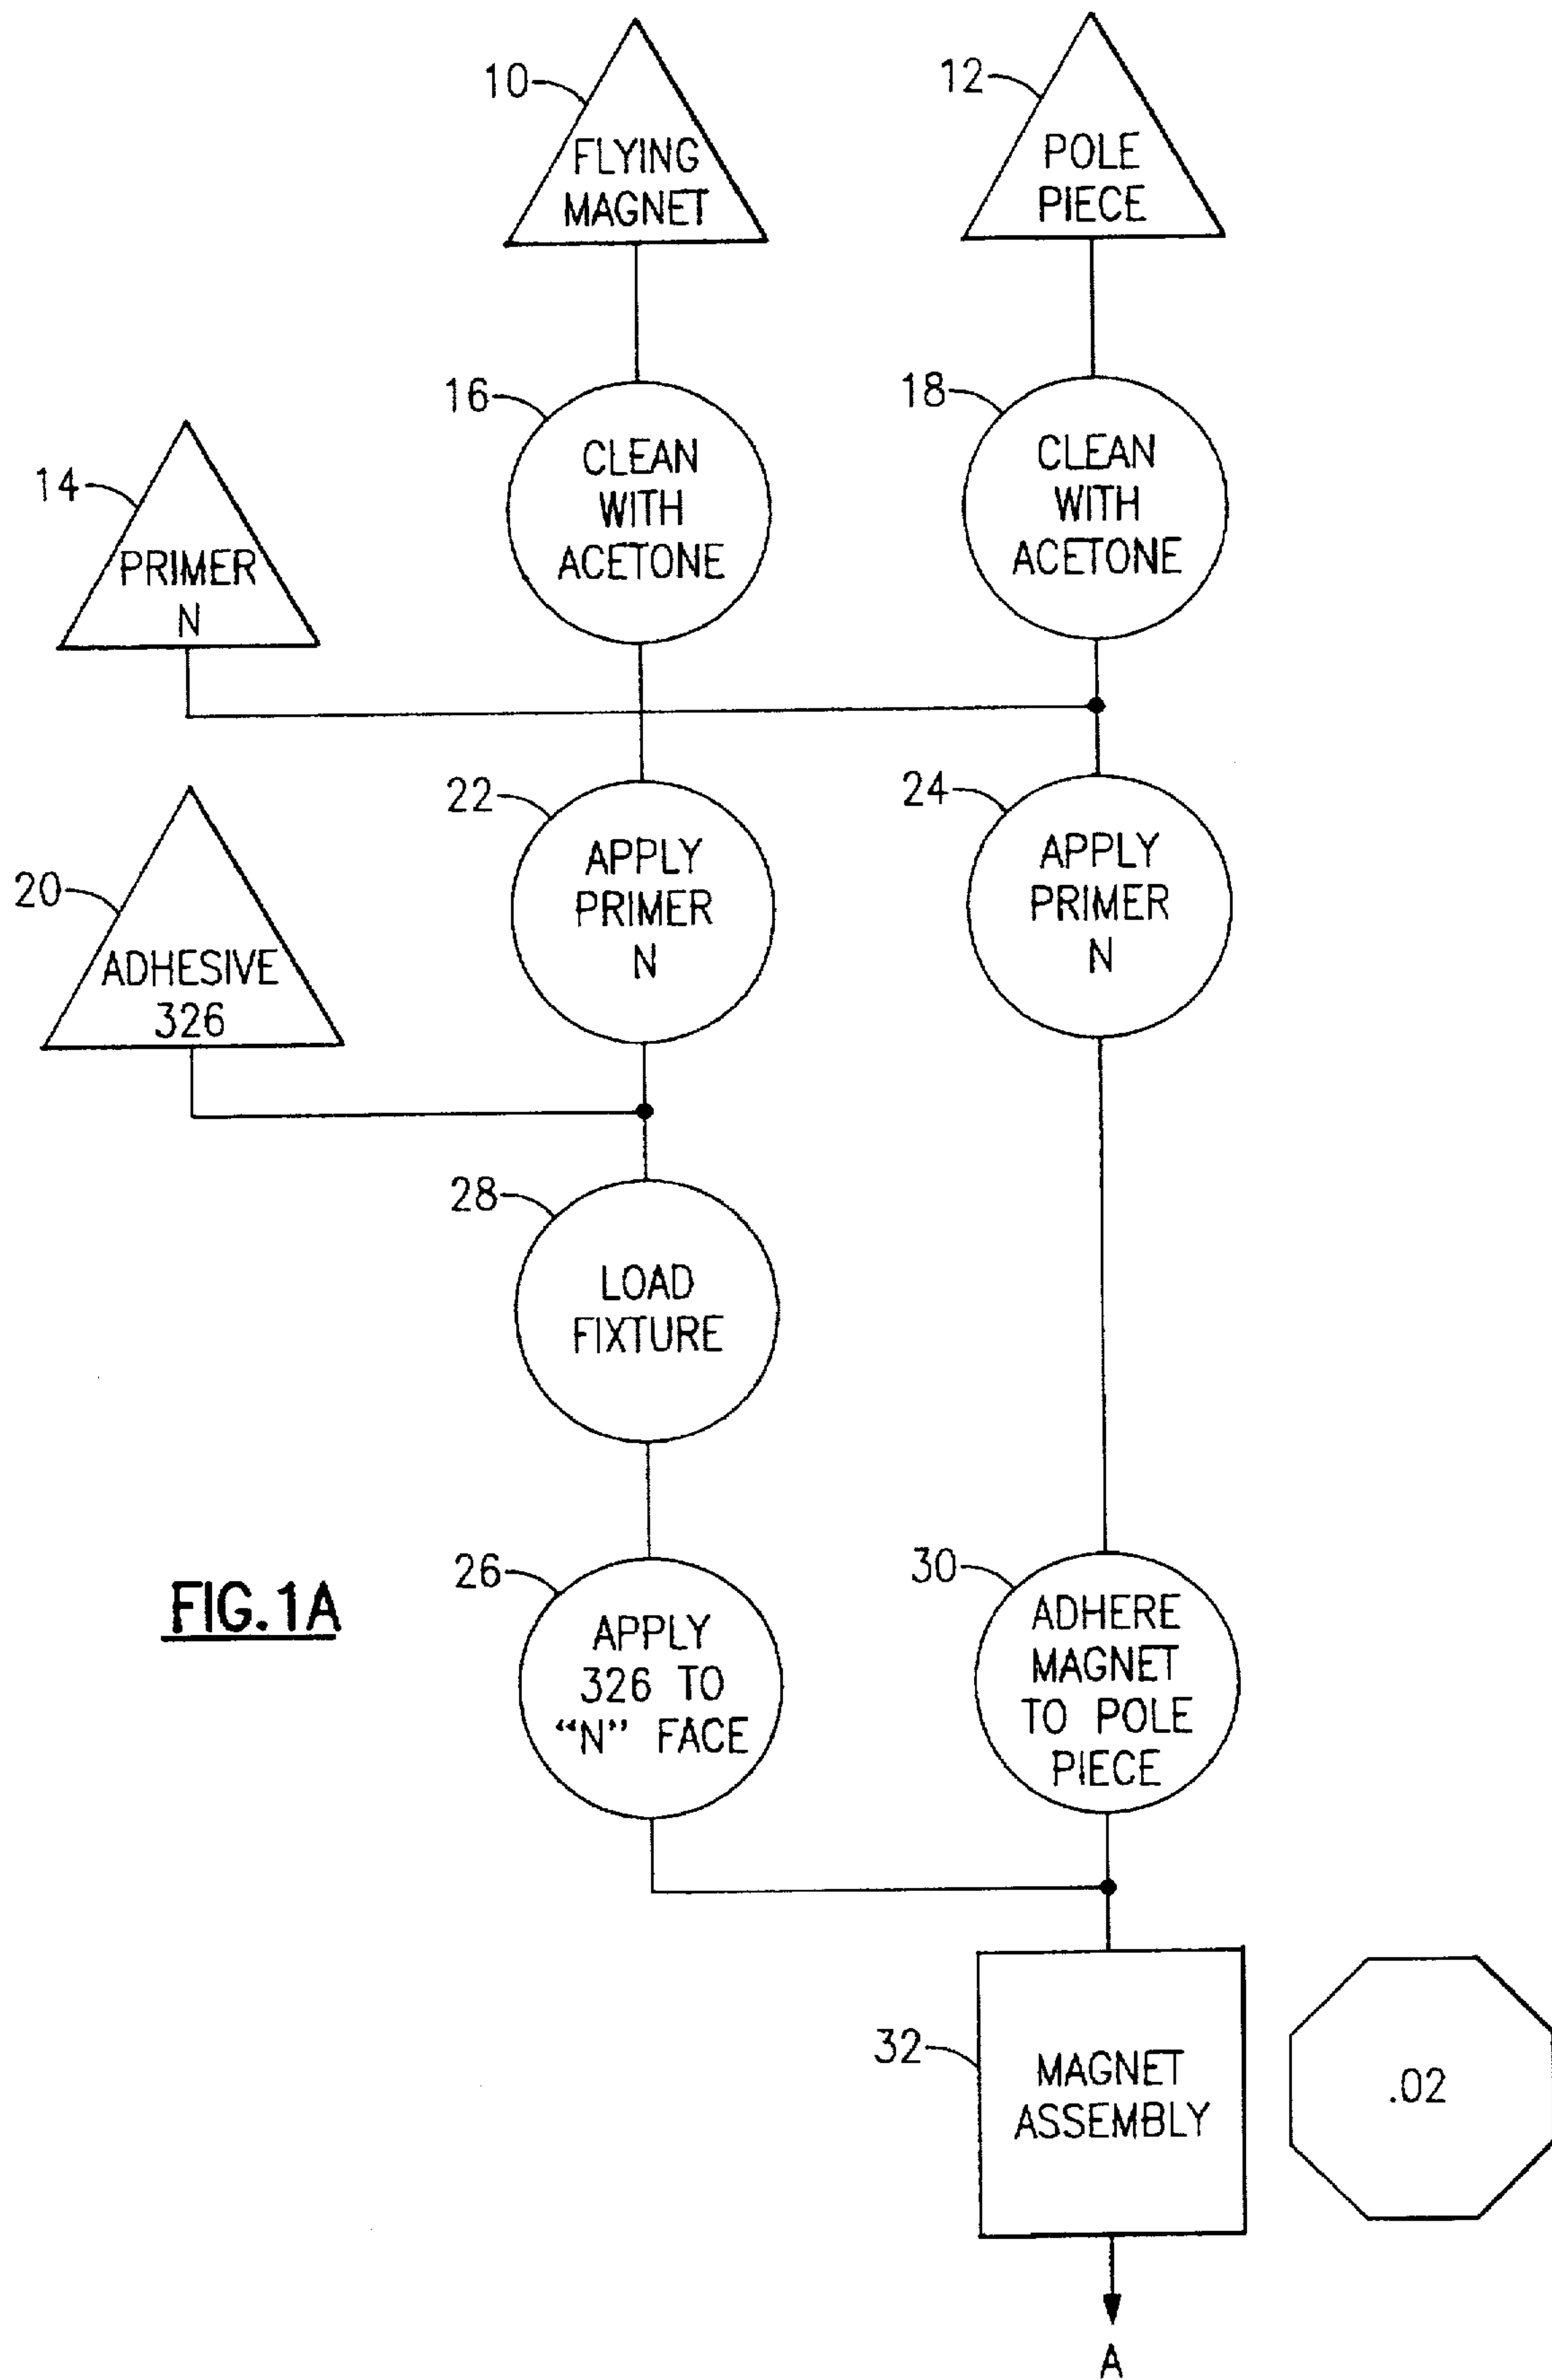 10
FLYING
MAGNET
12
POLE
PIECE
14
PRIMER
N
16
CLEAN
WITH
ACETONE
18
CLEAN
WITH
ACETONE
20
ADHESIVE
326
22
APPLY
PRIMER
N
24
APPLY
PRIMER
N
28
LOAD
FIXTURE
26
APPLY
326 TO
“N” FACE
30
ADHERE
MAGNET
TO POLE
PIECE
FIG.1A
32
MAGNET
ASSEMBLY
.02
A